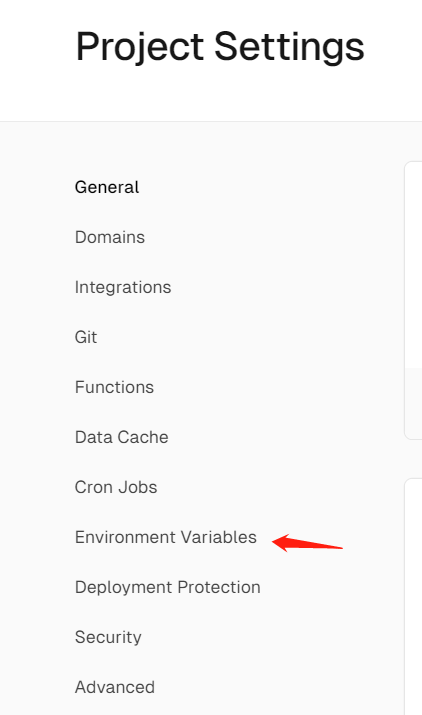 Project Settings
General
Domains
Integrations
Git
Functions
Data Cache
Cron Jobs
Environment Variables
Deployment Protection
Security
Advanced